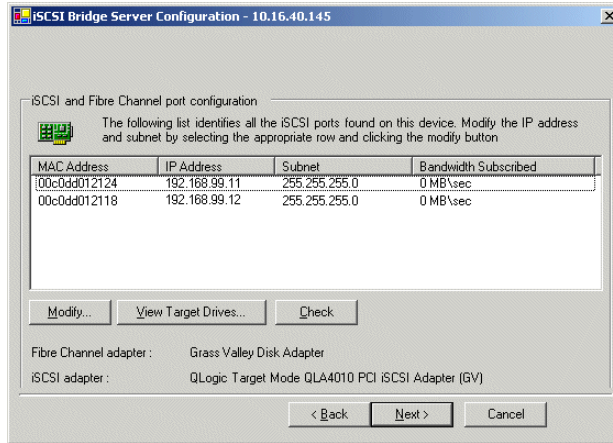 iSCSI Bridge Server Configuration - 10.16.40.145
iSCSI and Fibre Channel port configuration
The following list identifies all the iSCSI ports found on this device. Modify the IP address
and subnet by selecting the appropriate row and clicking the modify button
MAC Address IP Address Subnet Bandwidth Subscribed
00c0dd012124 192.168.99.11 255.255.255.0 0 MB\sec
00c0dd012118 192.168.99.12 255.255.255.0 0 MB\sec
Modify... View Target Drives... Check
Fibre Channel adapter : Grass Valley Disk Adapter
iSCSI adapter : QLogic Target Mode QLA4010 PCI iSCSI Adapter (GV)
< Back Next > Cancel